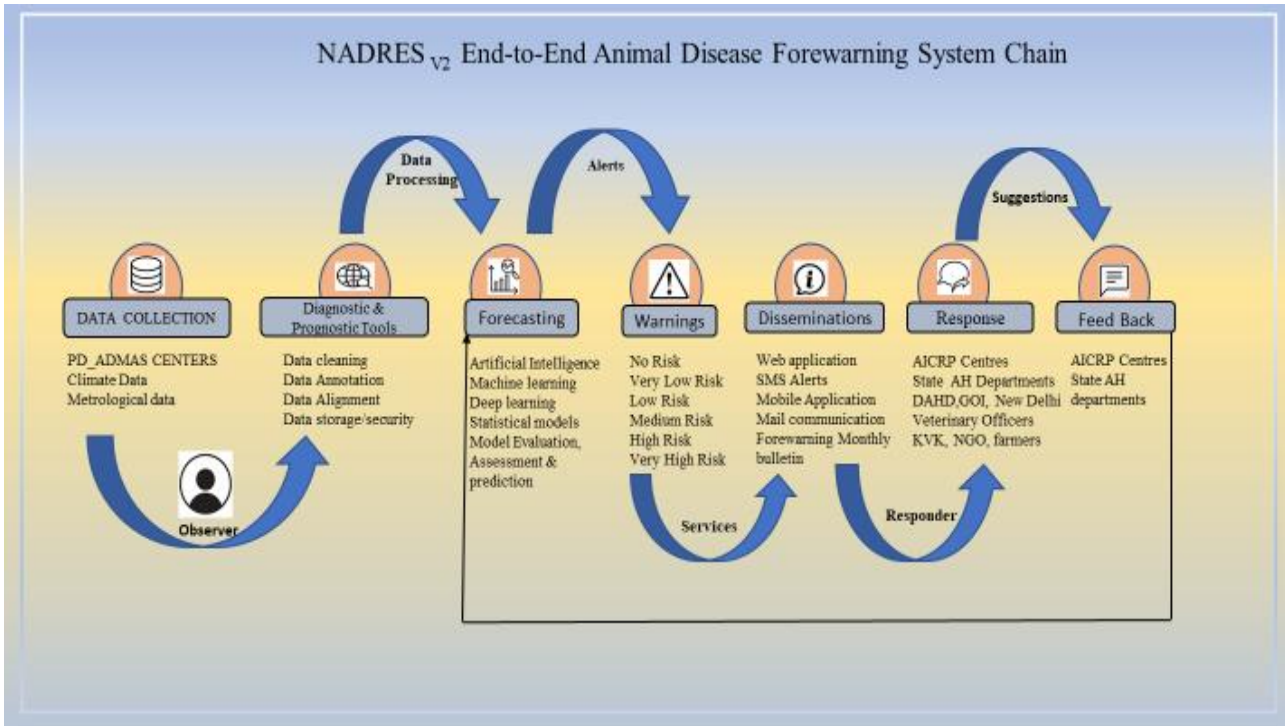 NADRES V2 End-to-End Animal Disease Forewarning System Chain
Data
Processing
Alerts
Suggestions
DATA COLLECTION
PD_ADMAS CENTERS
Climate Data
Metrological data
Observer
Diagnostic &
Prognostic Tools
Data cleaning
Data Annotation
Data Alignment
Data storage/security
Forecasting
Artificial Intelligence
Machine learning
Deep learning
Statistical models
Model Evaluation,
Assessment &
prediction
Warnings
No Risk
Very Low Risk
Low Risk
Medium Risk
High Risk
Very High Risk
Services
Disseminations
Web application
SMS Alerts
Mobile Application
Mail communication
Forewarning Monthly
bulletin
Responder
Response
AICRP Centres
State AH Departments
DAHD,GOI, New Delhi
Veterinary Officers
KVK, NGO, farmers
Feed Back
AICRP Centres
State AH
departments